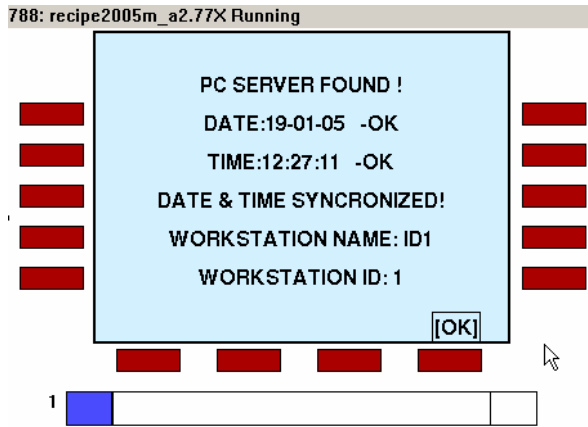 788: recipe2005m_a2.77X Running
PC SERVER FOUND !
DATE:19-01-05 -OK
TIME:12:27:11 -OK
DATE & TIME SYNCRONIZED!
WORKSTATION NAME: ID1
WORKSTATION ID: 1
[OK]
1